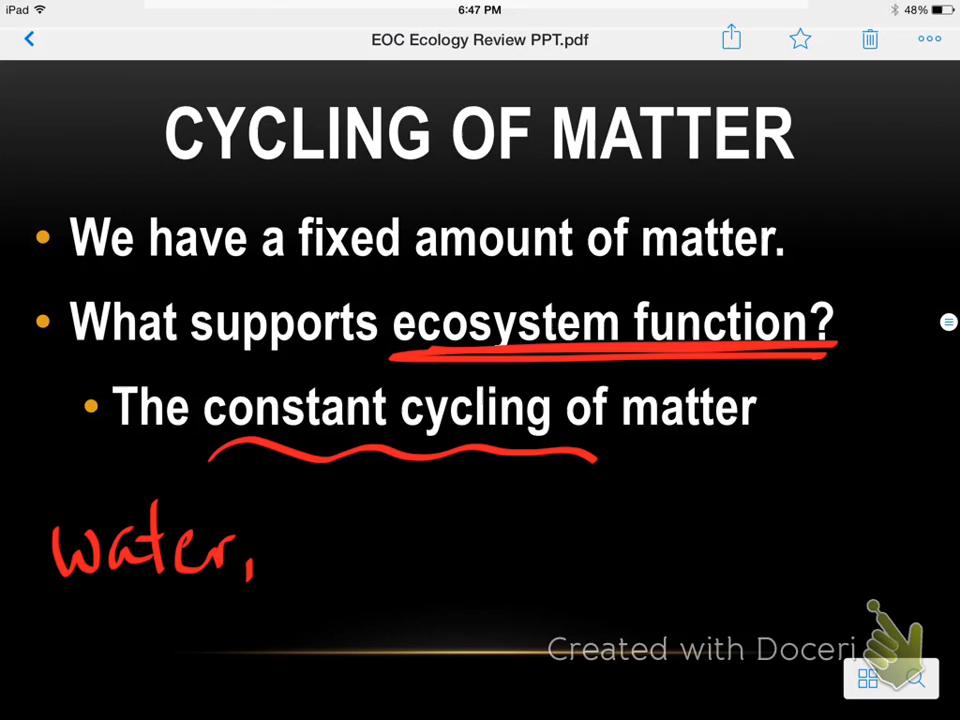 iPad 6:47 PM 48%
EOC Ecology Review PPT.pdf
CYCLING OF MATTER
• We have a fixed amount of matter.
• What supports ecosystem function?
• The constant cycling of matter
water,
Created with Doceri